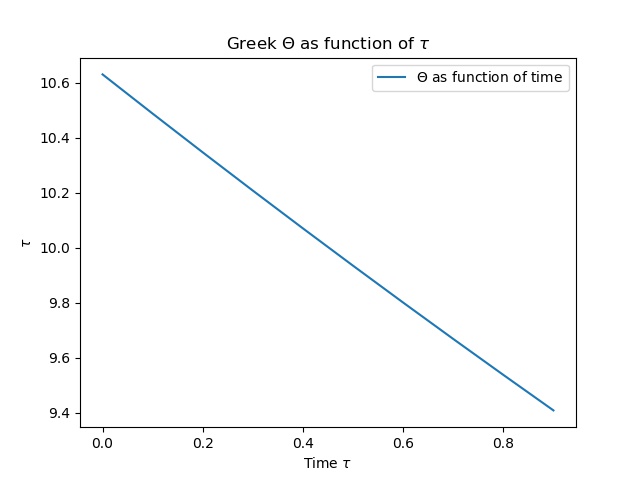 Greek Θ as function of τ
Θ as function of time
τ
10.6
10.4
10.2
10.0
9.8
9.6
9.4
0.0 0.2 0.4 0.6 0.8
Time τ